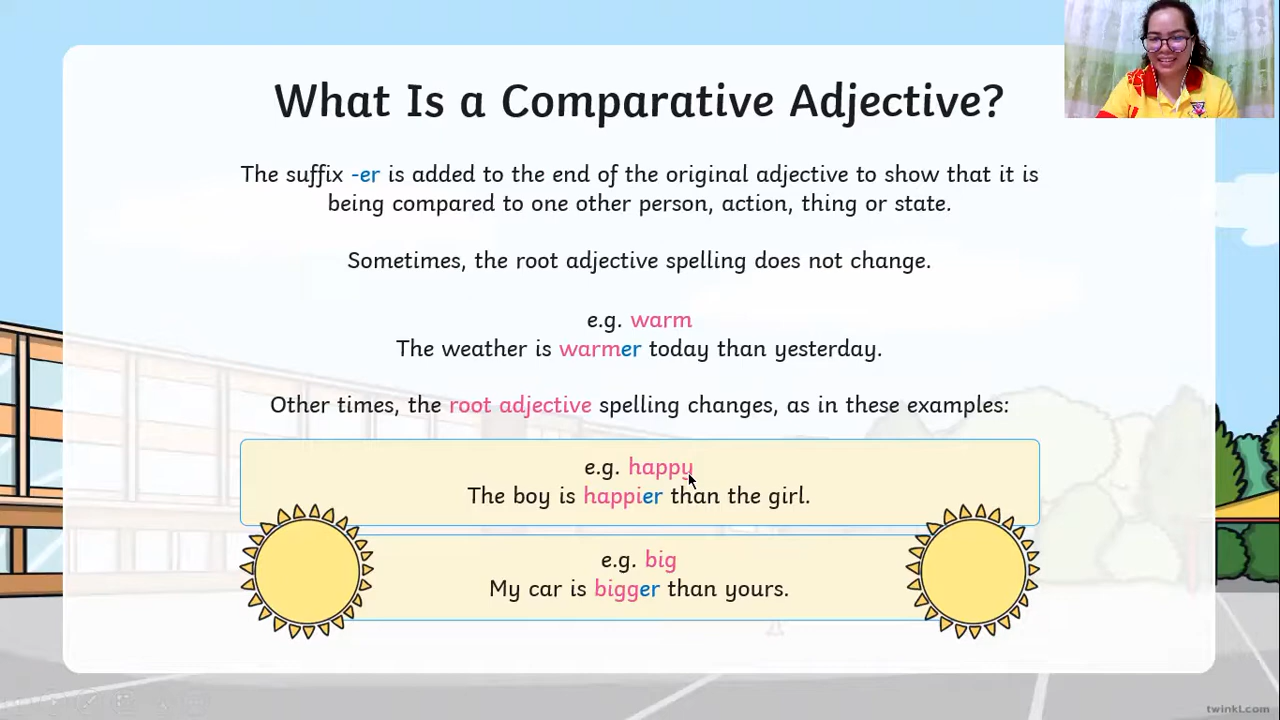 What Is a Comparative Adjective?
The suffix -er is added to the end of the original adjective to show that it is
being compared to one other person, action, thing or state.
Sometimes, the root adjective spelling does not change.
e.g. warm
The weather is warmer today than yesterday.
Other times, the root adjective spelling changes, as in these examples:
e.g. happy
The boy is happier than the girl.
e.g. big
My car is bigger than yours.
twinkl.com